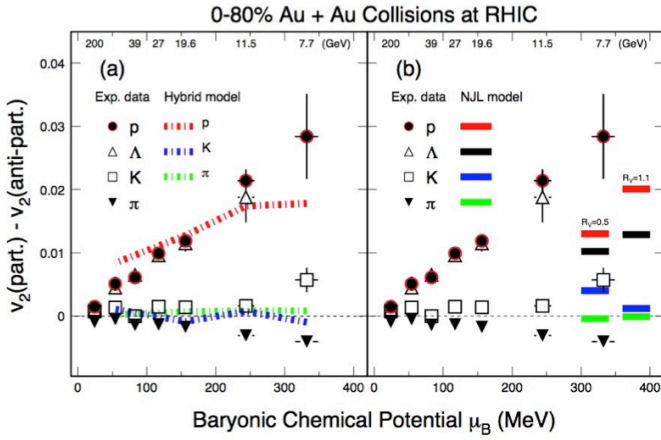 0-80% Au + Au Collisions at RHIC
200 39 27 19.6 11.5 7.7 (GeV) 200 39 27 19.6 11.5 7.7 (GeV)
0.04
0.03
0.02
0.01
0
v2(part.) - v2(anti-part.)
(a)
Exp. data Hybrid model
p p
Λ K
K π
π
(b)
Exp. data NJL model
p
Λ
K
π
Rv=1.1
Rv=0.5
0 100 200 300 400 0 100 200 300 400
Baryonic Chemical Potential μB (MeV)